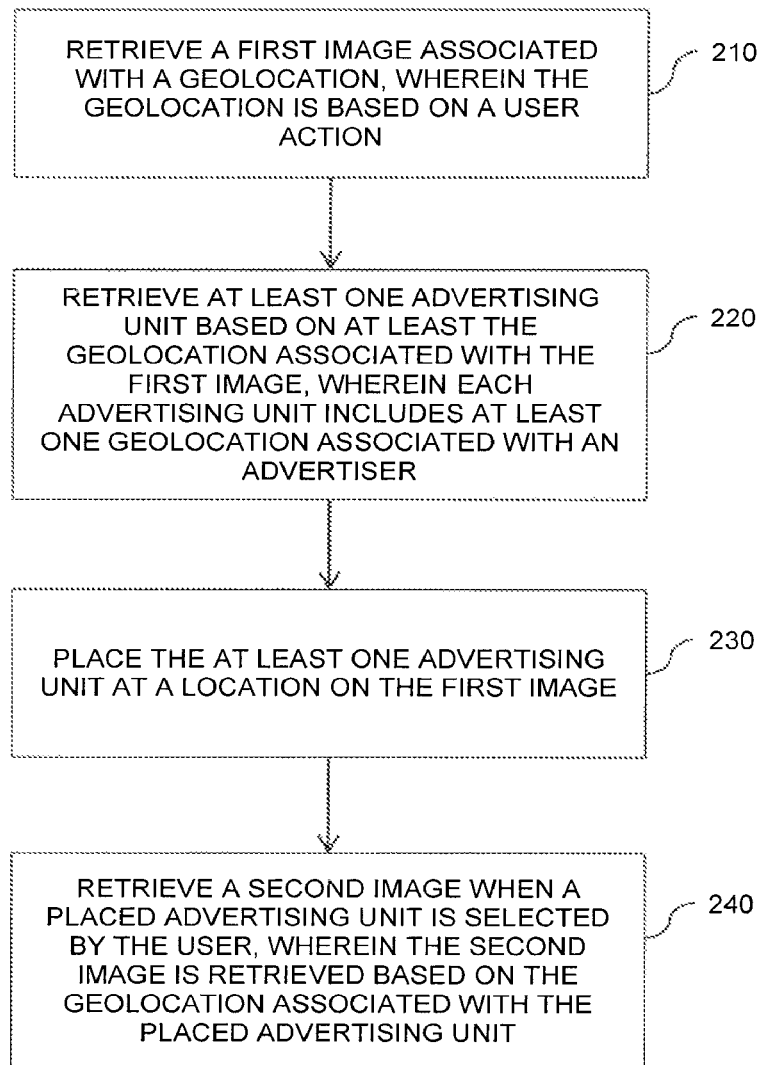 RETRIEVE A FIRST IMAGE ASSOCIATED
WITH A GEOLOCATION, WHEREIN THE
GEOLOCATION IS BASED ON A USER
ACTION
210
RETRIEVE AT LEAST ONE ADVERTISING
UNIT BASED ON AT LEAST THE
GEOLOCATION ASSOCIATED WITH THE
FIRST IMAGE, WHEREIN EACH
ADVERTISING UNIT INCLUDES AT LEAST
ONE GEOLOCATION ASSOCIATED WITH AN
ADVERTISER
220
PLACE THE AT LEAST ONE ADVERTISING
UNIT AT A LOCATION ON THE FIRST IMAGE
230
RETRIEVE A SECOND IMAGE WHEN A
PLACED ADVERTISING UNIT IS SELECTED
BY THE USER, WHEREIN THE SECOND
IMAGE IS RETRIEVED BASED ON THE
GEOLOCATION ASSOCIATED WITH THE
PLACED ADVERTISING UNIT
240